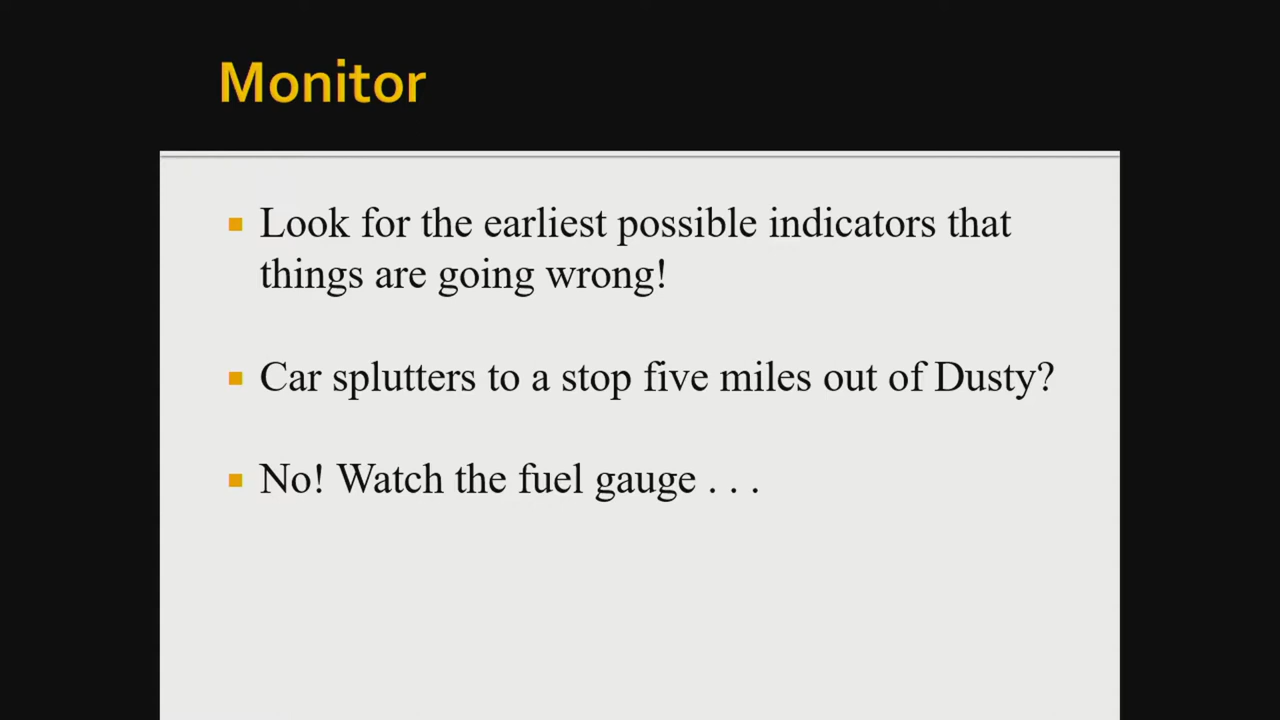 Monitor
Look for the earliest possible indicators that
things are going wrong!
Car splutters to a stop five miles out of Dusty?
No! Watch the fuel gauge . . .